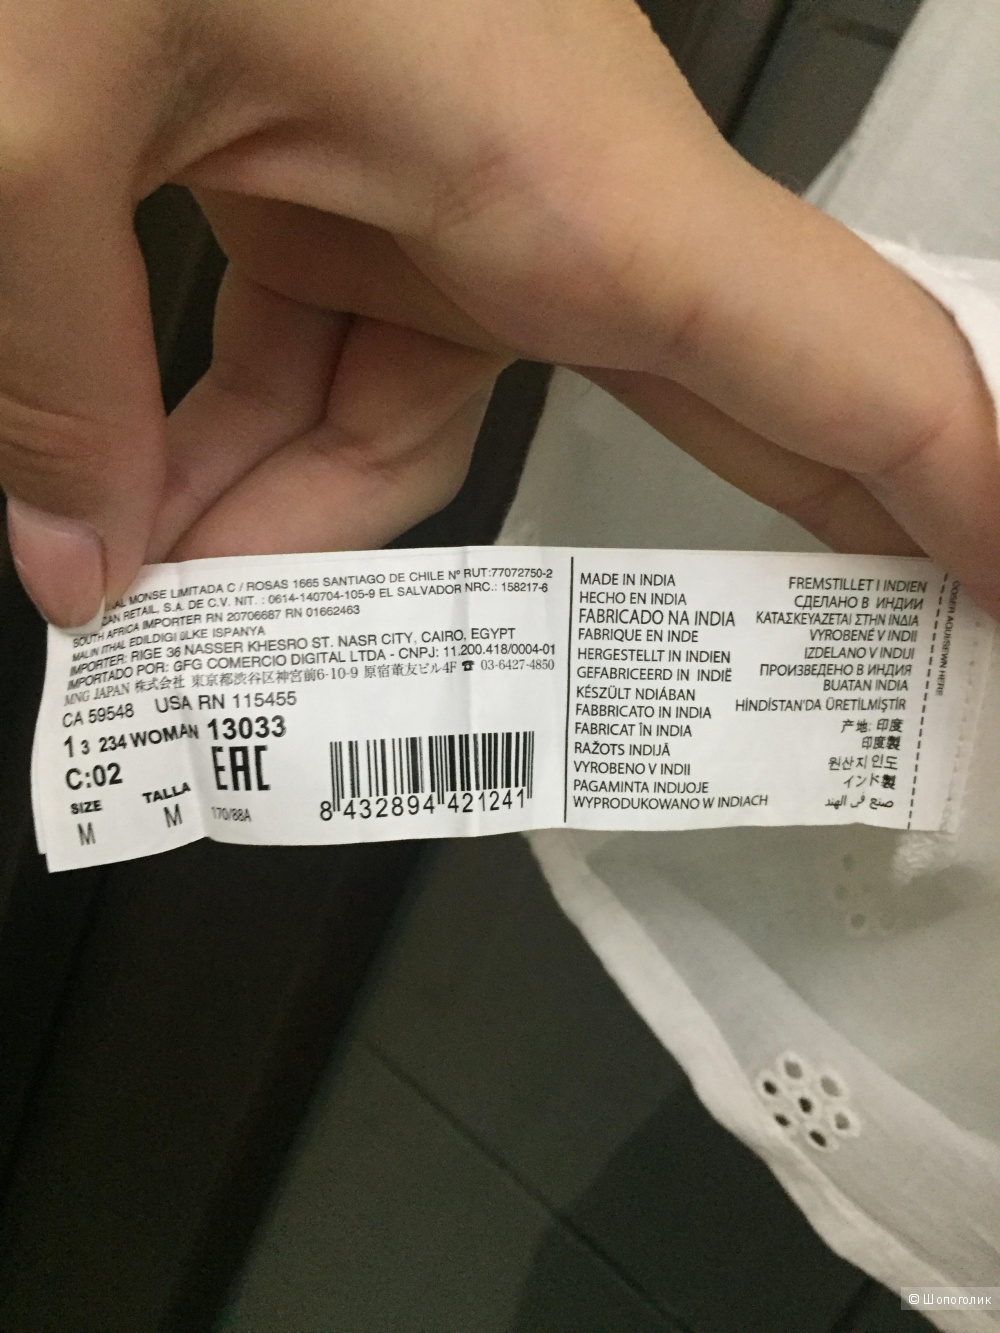 AL MONSE LIMITADA C / ROSAS 1665 SANTIAGO DE CHILE Nº RUT:77072750-2
CAN RETAIL, S.A. DE C.V. NIT. : 0614-140704-105-9 EL SALVADOR NRC.: 158217-6
SOUTH AFRICA IMPORTER RN 20706687 RN 01662463
MALIN ITHAL EDILDIGI ÜLKE ISPANYA
IMPORTER: RIGE 36 NASSER KHESRO ST. NASR CITY, CAIRO, EGYPT
IMPORTADO POR: GFG COMERCIO DIGITAL LTDA - CNPJ: 11.200.418/0004-01
MNG JAPAN 株式会社 東京都渋谷区神宮前6-10-9 原宿董友ビル4F ☎ 03-6427-4850
CA 59548 USA RN 115455
1 3 234 WOMAN 13033
C:02
EAC
SIZE TALLA
M M 170/88A
8 432894 421241
MADE IN INDIA
HECHO EN INDIA
FABRICADO NA INDIA
FABRIQUE EN INDE
HERGESTELLT IN INDIEN
GEFABRICEERD IN INDIË
KÉSZÜLT NDIÁBAN
FABBRICATO IN INDIA
FABRICAT ÎN INDIA
RAŽOTS INDIJĀ
VYROBENO V INDII
PAGAMINTA INDIJOJE
WYPRODUKOWANO W INDIACH
FREMSTILLET I INDIEN
СДЕЛАНО В ИНДИИ
ΚΑΤΑΣΚΕΥΑΖΕΤΑΙ ΣΤΗΝ ΙΝΔΙΑ
VYROBENÉ V INDII
IZDELANO V INDIJI
ПРОИЗВЕДЕНО В ИНДИЯ
BUATAN INDIA
HİNDİSTAN'DA ÜRETİLMİŞTİR
产地: 印度
印度製
원산지 인도
インド製
صنع في الهند
COSER AQUI/SEWN HERE
© Шопоголик